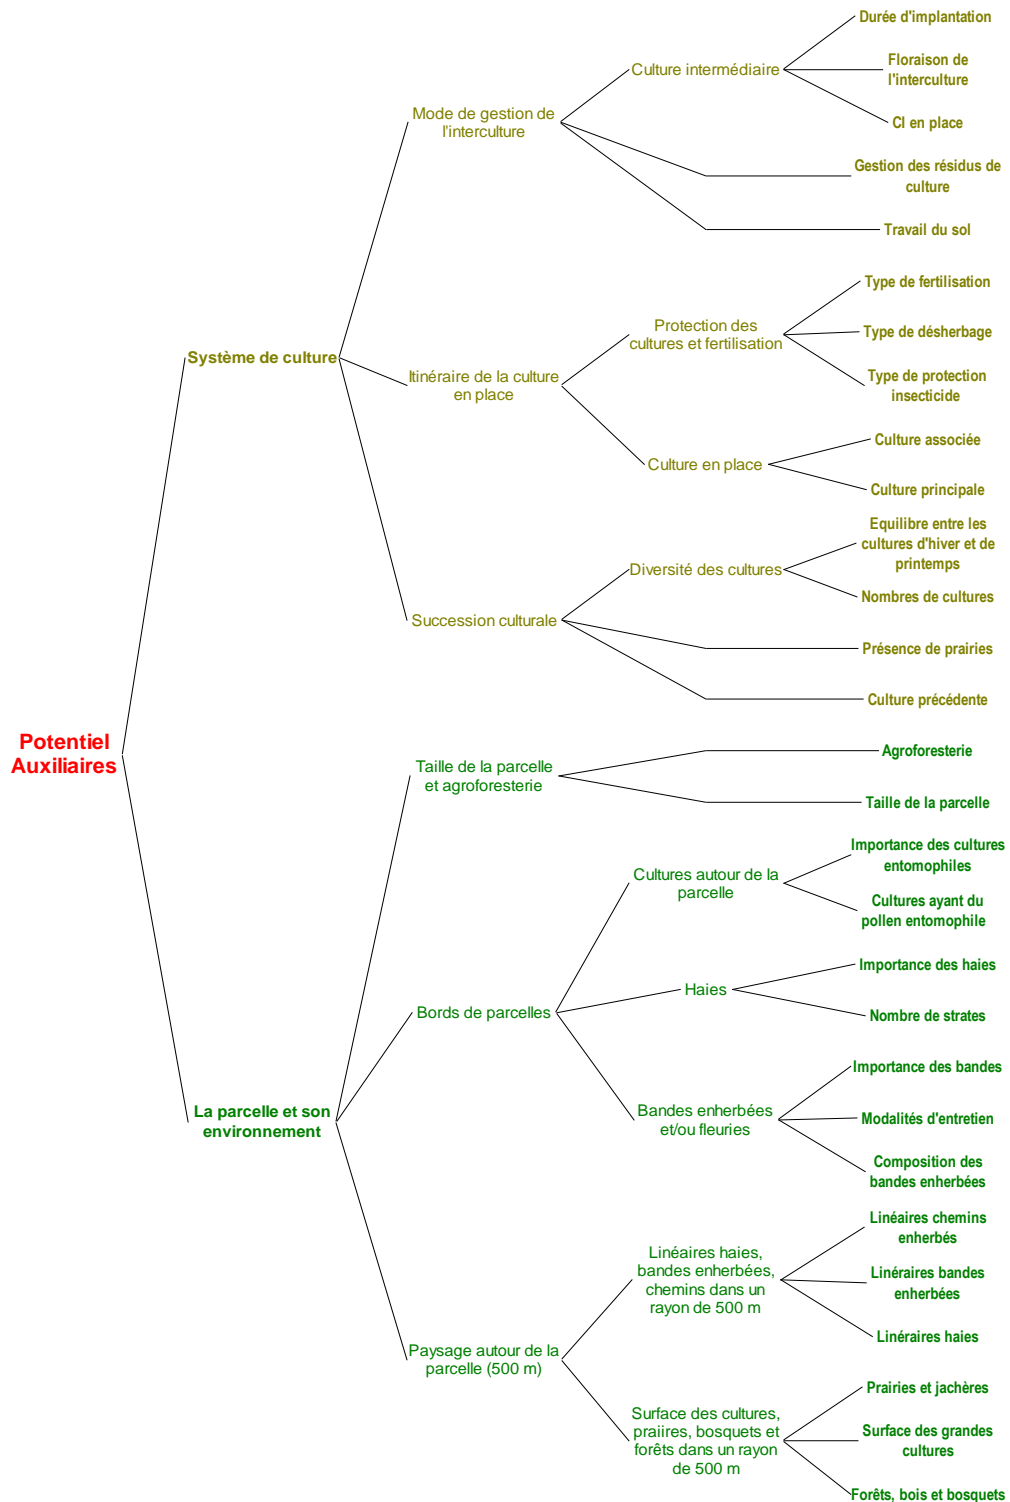 Durée d'implantation
Floraison de
l'interculture
Culture intermédiaire
CI en place
Mode de gestion de
l'interculture
Gestion des résidus de
culture
Travail du sol
Type de fertilisation
Protection des
cultures et fertilisation
Type de désherbage
Système de culture
Type de protection
insecticide
Itinéraire de la culture
en place
Culture associée
Culture en place
Culture principale
Equilibre entre les
cultures d'hiver et de
printemps
Diversité des cultures
Nombres de cultures
Succession culturale
Présence de prairies
Culture précédente
Potentiel
Auxiliaires
Agroforesterie
Taille de la parcelle
et agroforesterie
Taille de la parcelle
Importance des cultures
entomophiles
Cultures autour de la
parcelle
Cultures ayant du
pollen entomophile
Importance des haies
Haies
Bords de parcelles
Nombre de strates
Importance des bandes
Bandes enherbées
et/ou fleuries
Modalités d'entretien
La parcelle et son
environnement
Composition des
bandes enherbées
Linéaires chemins
enherbés
Linéaires haies,
bandes enherbées,
chemins dans un
rayon de 500 m
Linéraires bandes
enherbées
Linéraires haies
Paysage autour de la
parcelle (500 m)
Prairies et jachères
Surface des cultures,
praiires, bosquets et
forêts dans un rayon
de 500 m
Surface des grandes
cultures
Forêts, bois et bosquets